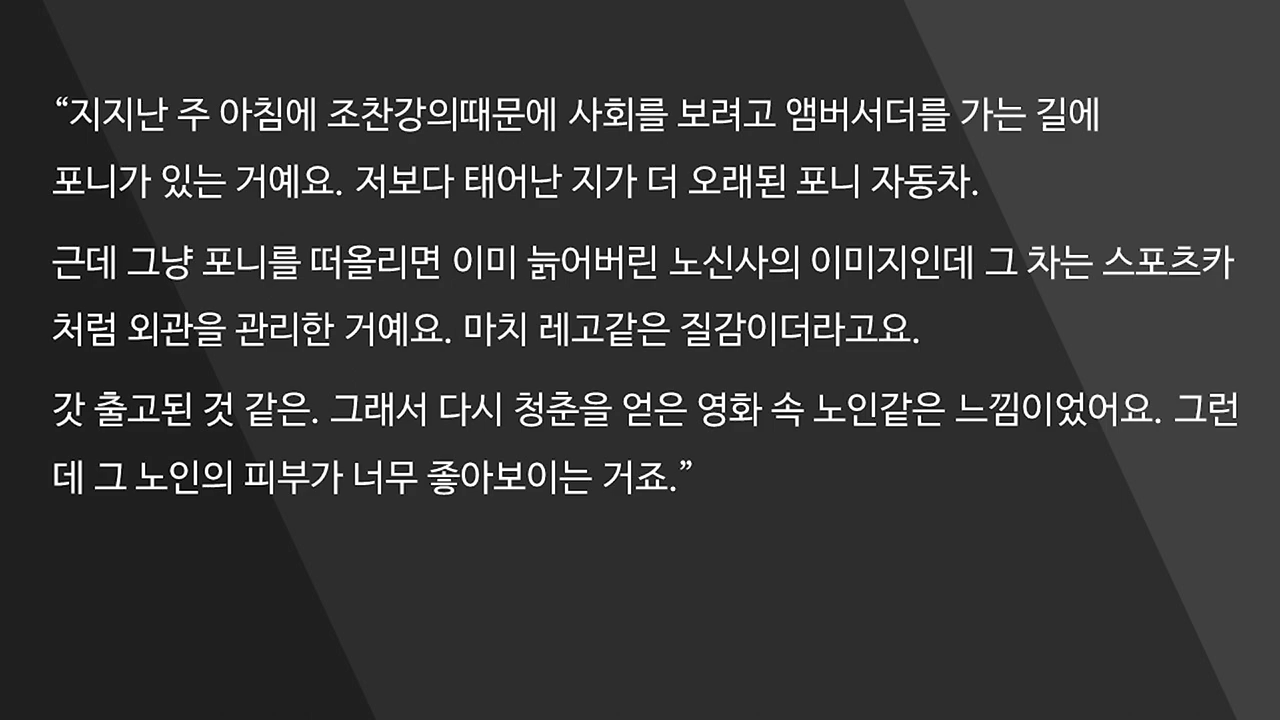 “지지난 주 아침에 조찬강의때문에 사회를 보려고 앰버서더를 가는 길에
포니가 있는 거예요. 저보다 태어난 지가 더 오래된 포니 자동차.
근데 그냥 포니를 떠올리면 이미 늙어버린 노신사의 이미지인데 그 차는 스포츠카
처럼 외관을 관리한 거예요. 마치 레고같은 질감이더라고요.
갓 출고된 것 같은. 그래서 다시 청춘을 얻은 영화 속 노인같은 느낌이었어요. 그런
데 그 노인의 피부가 너무 좋아보이는 거죠.”